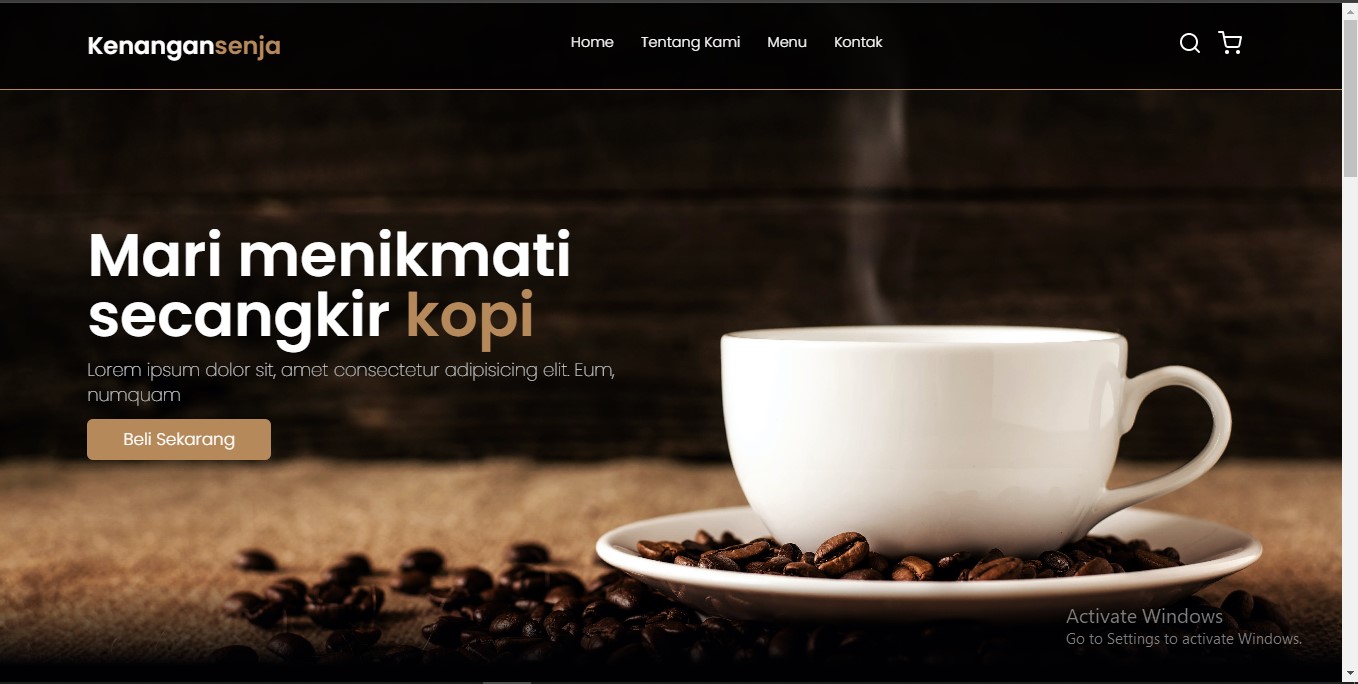 Kenangansenja
Home Tentang Kami Menu Kontak
Mari menikmati
secangkir kopi
Lorem ipsum dolor sit, amet consectetur adipisicing elit. Eum,
numquam
Beli Sekarang
Activate Windows
Go to Settings to activate Windows.